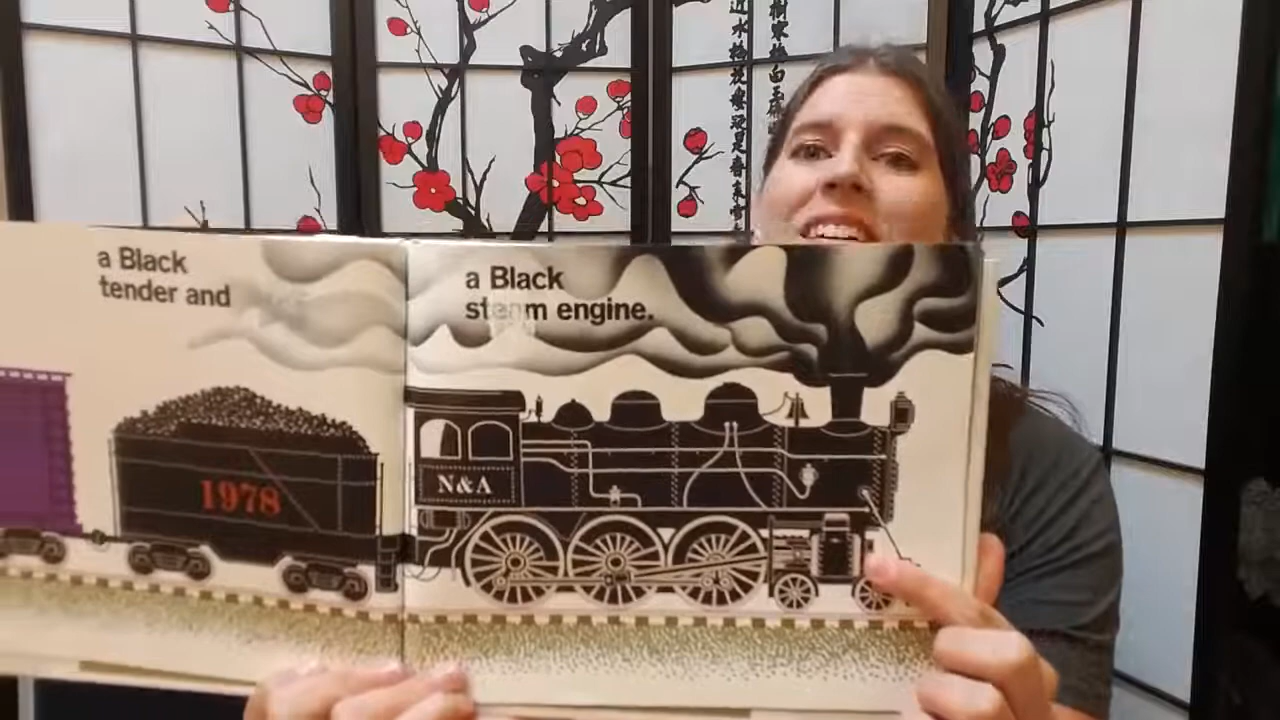 a Black
tender and
a Black
steam engine.
1978
N&A